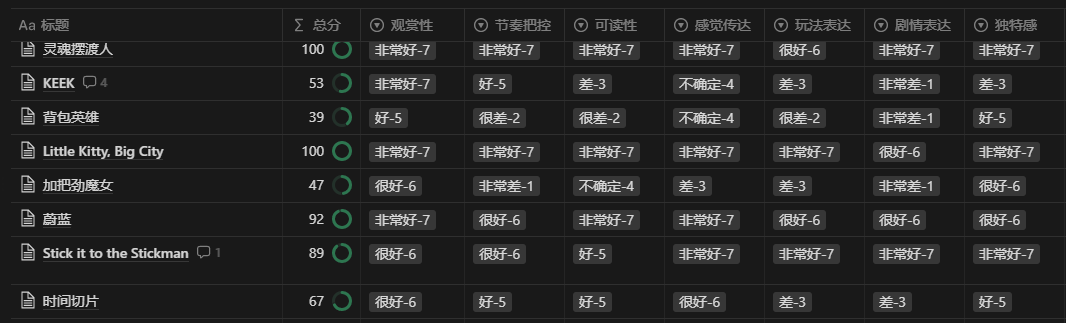 Aa 标题 Σ 总分 观赏性 节奏把控 可读性 感觉传达 玩法表达 剧情表达 独特感
灵魂摆渡人 100 非常好-7 非常好-7 非常好-7 非常好-7 很好-6 非常好-7 非常好-7
KEEK 4 53 非常好-7 好-5 差-3 不确定-4 差-3 非常差-1 差-3
背包英雄 39 好-5 很差-2 很差-2 不确定-4 很差-2 非常差-1 好-5
Little Kitty, Big City 100 非常好-7 非常好-7 非常好-7 非常好-7 非常好-7 很好-6 非常好-7
加把劲魔女 47 很好-6 非常差-1 不确定-4 差-3 差-3 非常差-1 很好-6
蔚蓝 92 非常好-7 很好-6 非常好-7 非常好-7 很好-6 很好-6 很好-6
Stick it to the Stickman 1 89 很好-6 很好-6 好-5 非常好-7 非常好-7 非常好-7 非常好-7
时间切片 67 很好-6 好-5 好-5 很好-6 差-3 差-3 好-5